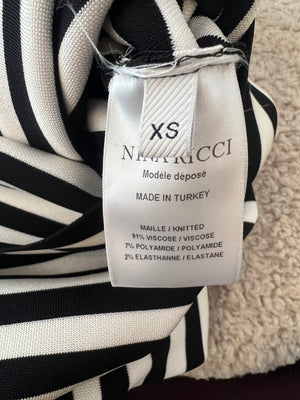 XS
NINA RICCI
Modèle déposé
MADE IN TURKEY
MAILLE / KNITTED
91% VISCOSE / VISCOSE
7% POLYAMIDE / POLYAMIDE
2% ELASTHANNE / ELASTANE